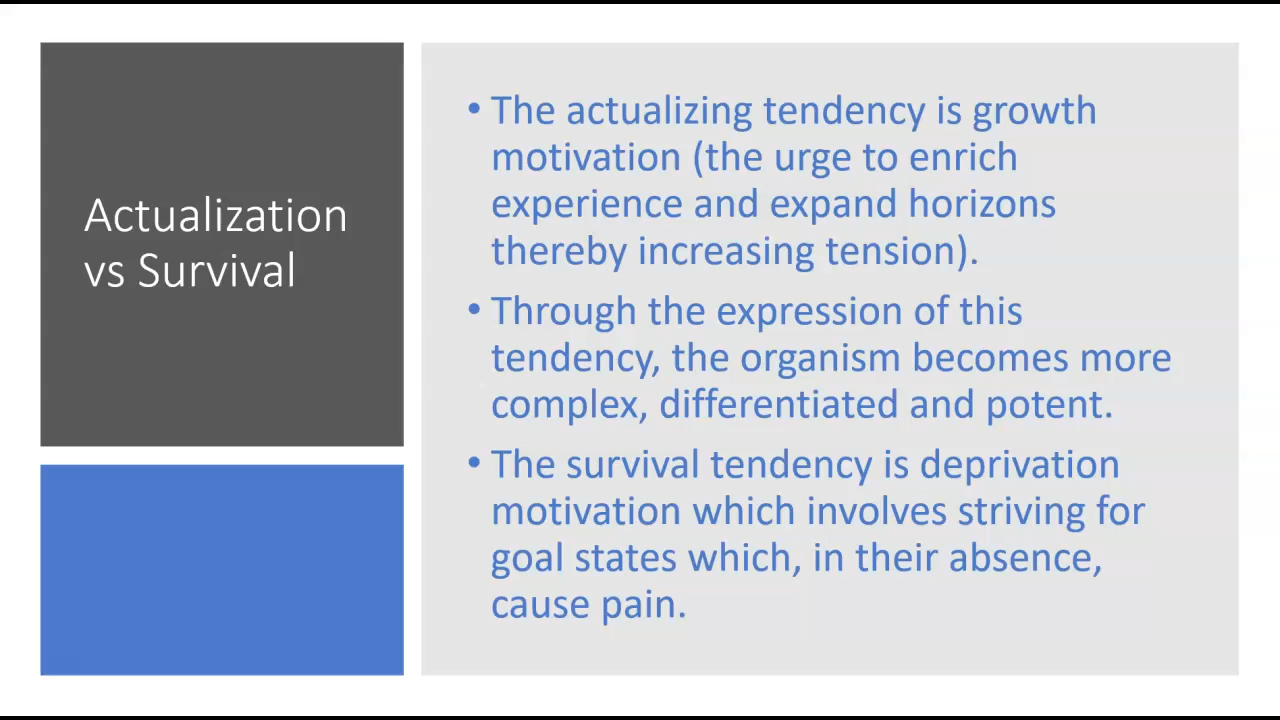 Actualization
vs Survival
• The actualizing tendency is growth
motivation (the urge to enrich
experience and expand horizons
thereby increasing tension).
• Through the expression of this
tendency, the organism becomes more
complex, differentiated and potent.
• The survival tendency is deprivation
motivation which involves striving for
goal states which, in their absence,
cause pain.